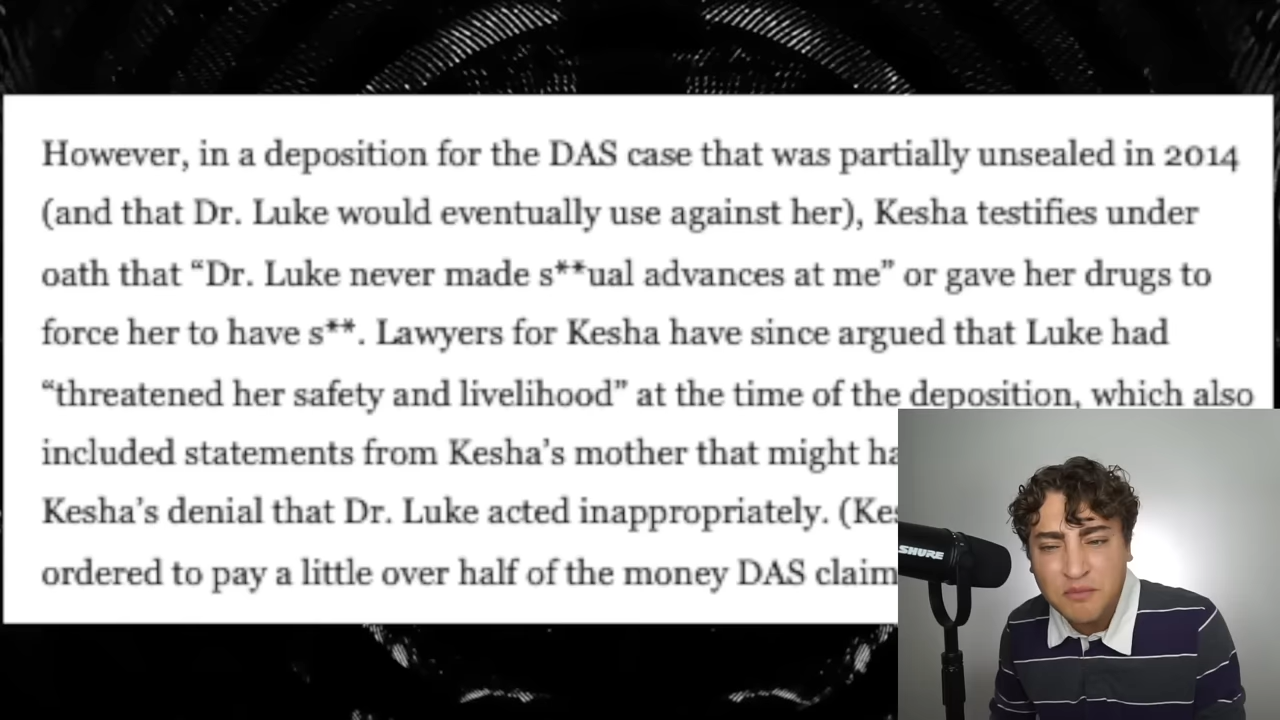 However, in a deposition for the DAS case that was partially unsealed in 2014
(and that Dr. Luke would eventually use against her), Kesha testifies under
oath that “Dr. Luke never made s**ual advances at me” or gave her drugs to
force her to have s**. Lawyers for Kesha have since argued that Luke had
“threatened her safety and livelihood” at the time of the deposition, which also
included statements from Kesha’s mother that might
Kesha’s denial that Dr. Luke acted inappropriately.
ordered to pay a little over half of the money DAS
SHURE